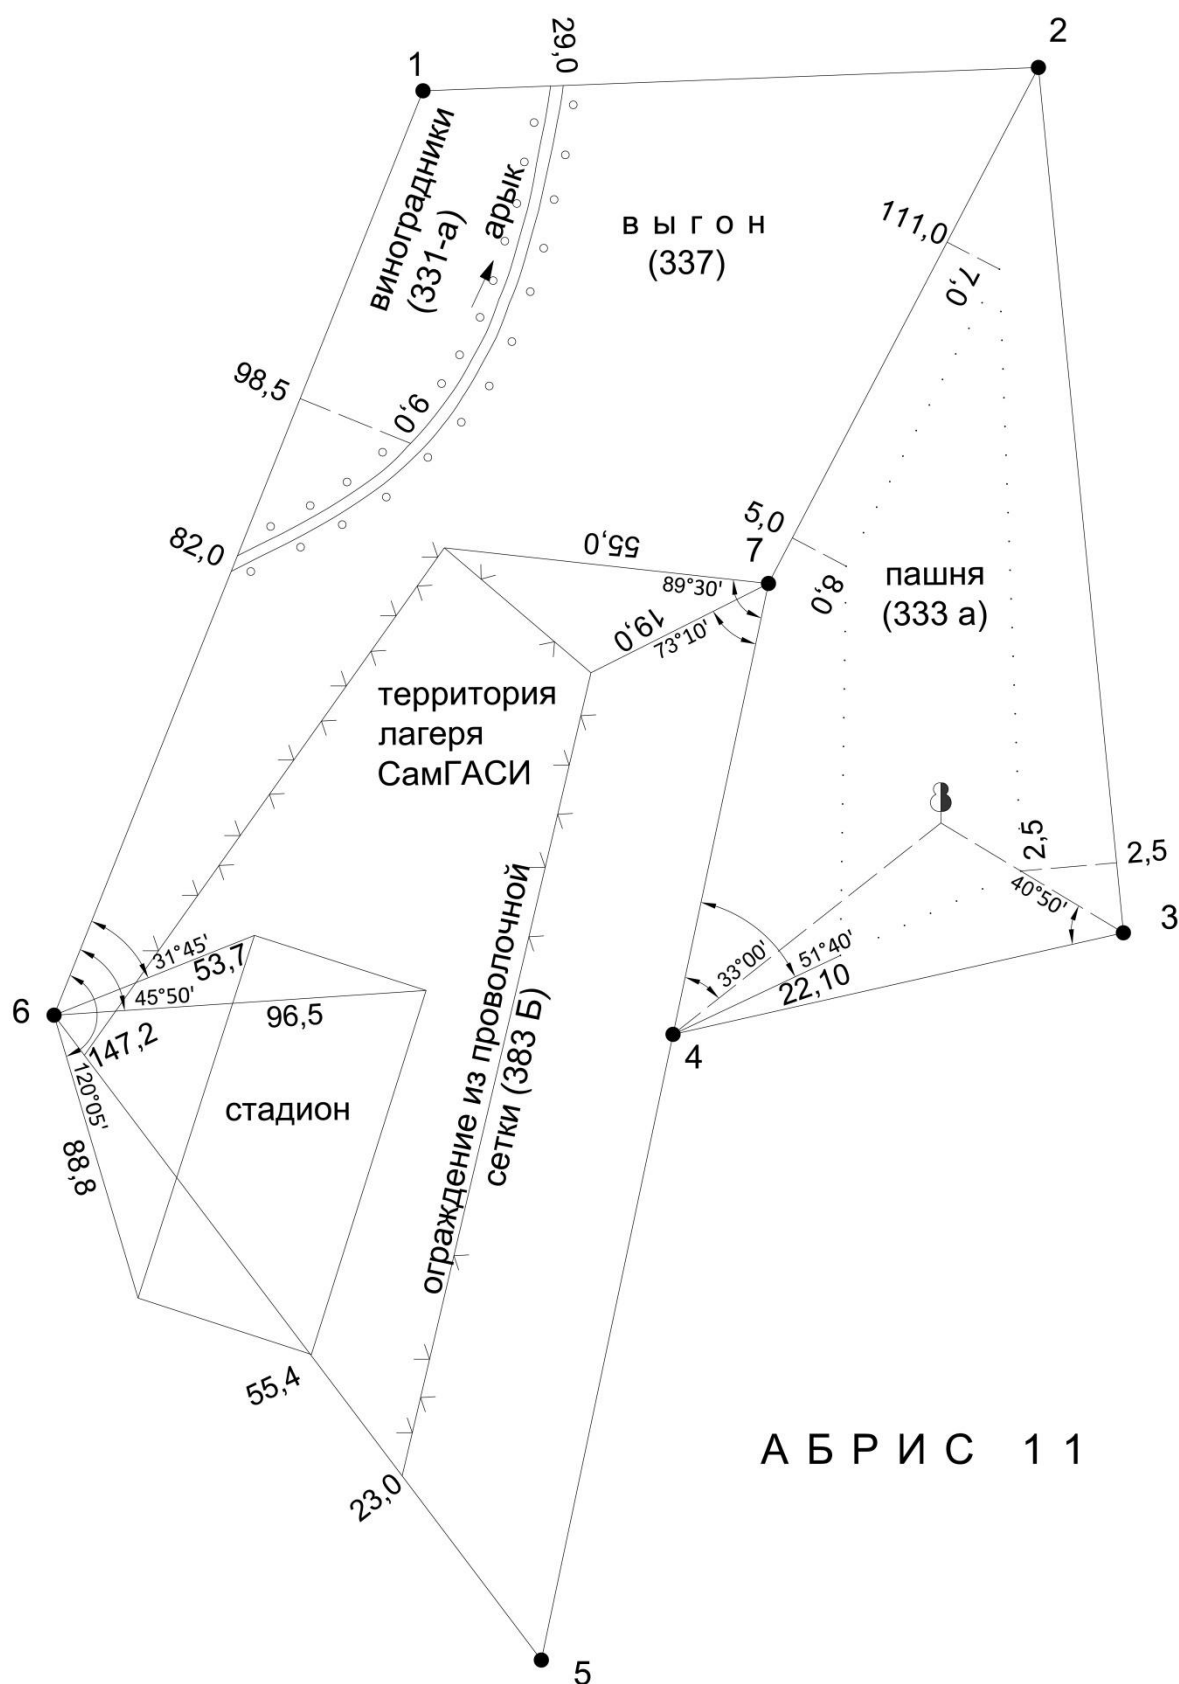 2
1
29,0
виноградники
(331-а)
арык
выгон
(337)
111,0
7,0
98,5
9,0
82,0
5,0
7
8,0
55,0
89°30'
19,0
73°10'
пашня
(333 а)
территория
лагеря
СамГАСИ
2,5
2,5
40°50'
3
31°45'
53,7
33°00'
51°40'
22,10
45°50'
96,5
6
147,2
120°05'
4
стадион
88,8
ограждение из проволочной
сетки (383 Б)
55,4
23,0
АБРИС 11
5